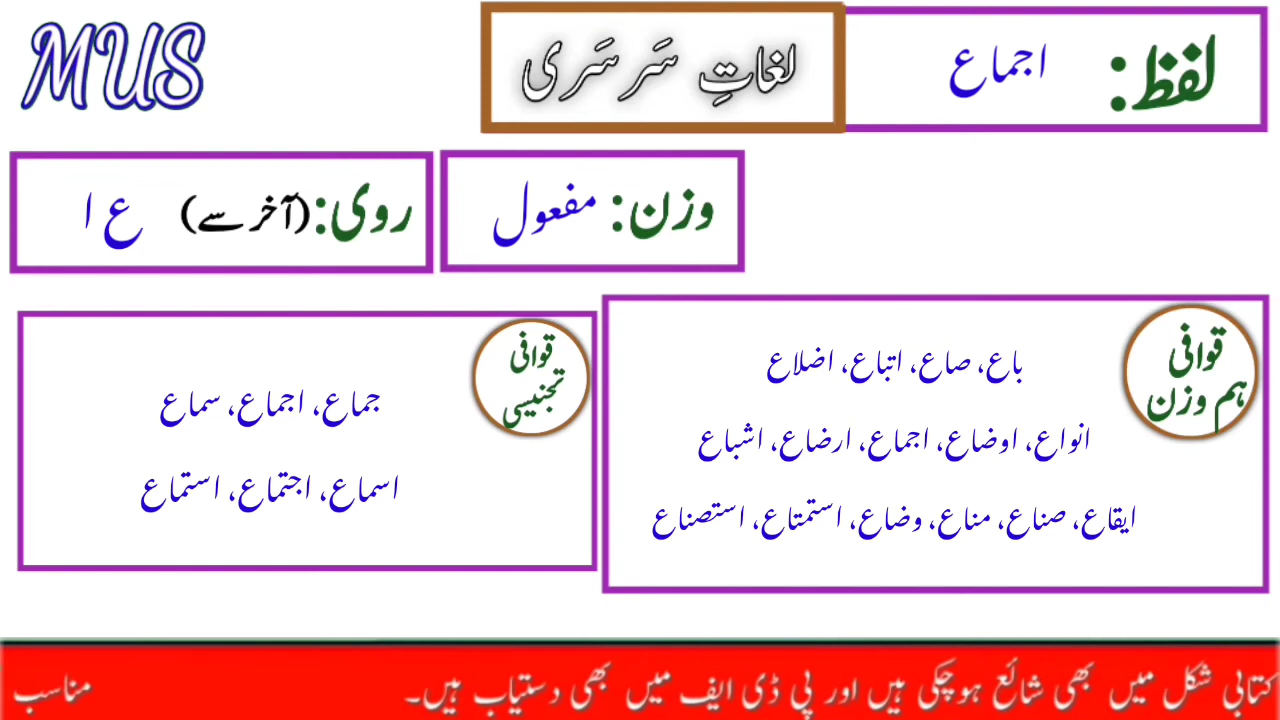 لفظ: اجماع
لغاتِ سَر سَری
MUS
وزن: مفعول
روی: (آخر سے) ع ا
قوافی
ہم وزن
باع، صاع، اتباع، اضلاع
انواع، اوضاع، اجماع، ارضاع، اشباع
ایقاع، صناع، مناع، وضاع، استمتاع، استصناع
قوافی
تجنیسی
جماع، اجماع، سماع
اسماع، اجتماع، استماع
کتابی شکل میں بھی شائع ہوچکی ہیں اور پی ڈی ایف میں بھی دستیاب ہیں۔ مناسب